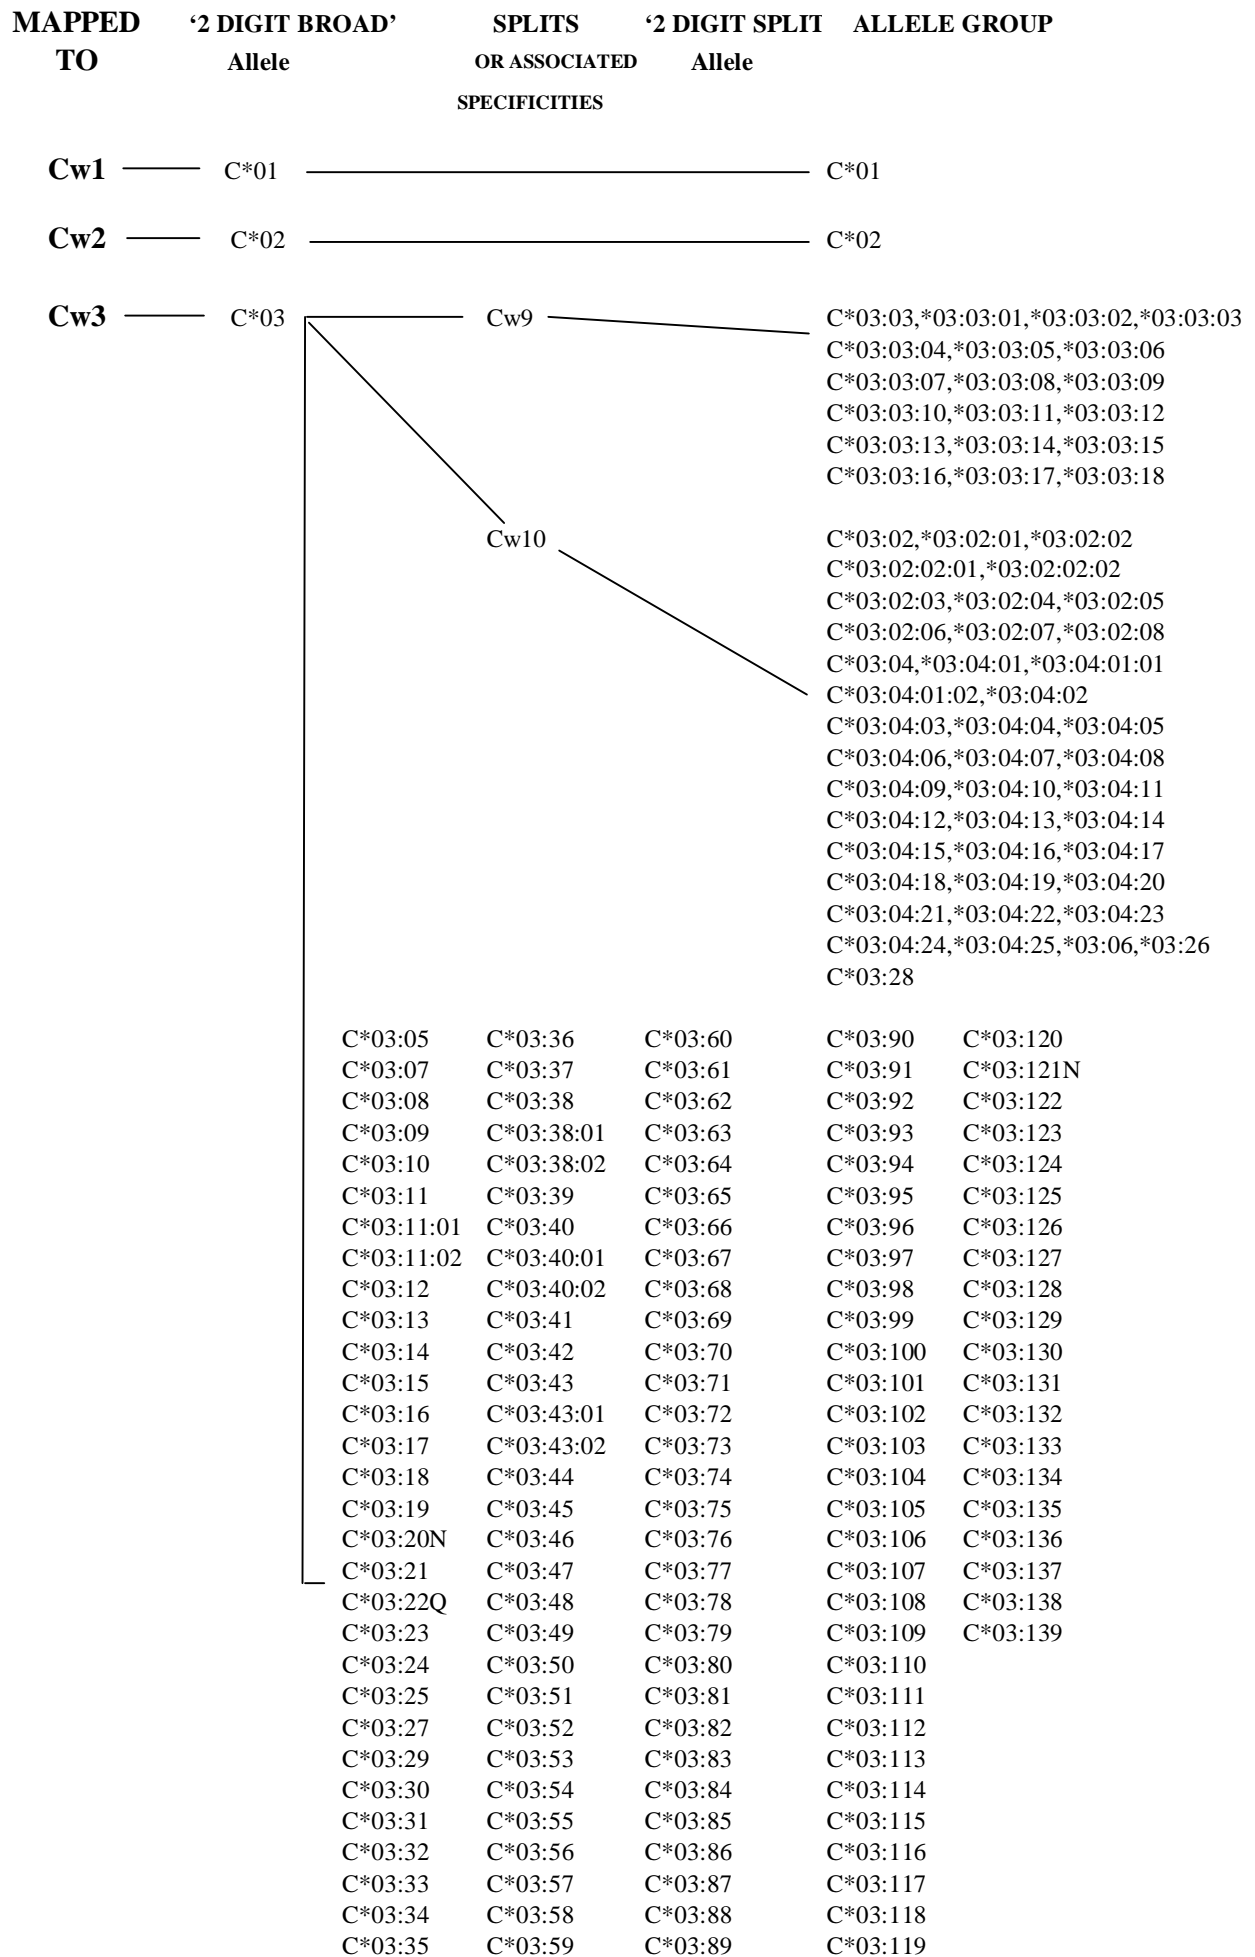 MAPPED ‘2 DIGIT BROAD’ SPLITS ‘2 DIGIT SPLIT ALLELE GROUP
TO Allele OR ASSOCIATED Allele
SPECIFICITIES
Cw1 C*01 C*01
Cw2 C*02 C*02
Cw3 C*03 Cw9 C*03:03,*03:03:01,*03:03:02,*03:03:03
C*03:03:04,*03:03:05,*03:03:06
C*03:03:07,*03:03:08,*03:03:09
C*03:03:10,*03:03:11,*03:03:12
C*03:03:13,*03:03:14,*03:03:15
C*03:03:16,*03:03:17,*03:03:18
Cw10 C*03:02,*03:02:01,*03:02:02
C*03:02:02:01,*03:02:02:02
C*03:02:03,*03:02:04,*03:02:05
C*03:02:06,*03:02:07,*03:02:08
C*03:04,*03:04:01,*03:04:01:01
C*03:04:01:02,*03:04:02
C*03:04:03,*03:04:04,*03:04:05
C*03:04:06,*03:04:07,*03:04:08
C*03:04:09,*03:04:10,*03:04:11
C*03:04:12,*03:04:13,*03:04:14
C*03:04:15,*03:04:16,*03:04:17
C*03:04:18,*03:04:19,*03:04:20
C*03:04:21,*03:04:22,*03:04:23
C*03:04:24,*03:04:25,*03:06,*03:26
C*03:28
C*03:05 C*03:36 C*03:60 C*03:90 C*03:120
C*03:07 C*03:37 C*03:61 C*03:91 C*03:121N
C*03:08 C*03:38 C*03:62 C*03:92 C*03:122
C*03:09 C*03:38:01 C*03:63 C*03:93 C*03:123
C*03:10 C*03:38:02 C*03:64 C*03:94 C*03:124
C*03:11 C*03:39 C*03:65 C*03:95 C*03:125
C*03:11:01 C*03:40 C*03:66 C*03:96 C*03:126
C*03:11:02 C*03:40:01 C*03:67 C*03:97 C*03:127
C*03:12 C*03:40:02 C*03:68 C*03:98 C*03:128
C*03:13 C*03:41 C*03:69 C*03:99 C*03:129
C*03:14 C*03:42 C*03:70 C*03:100 C*03:130
C*03:15 C*03:43 C*03:71 C*03:101 C*03:131
C*03:16 C*03:43:01 C*03:72 C*03:102 C*03:132
C*03:17 C*03:43:02 C*03:73 C*03:103 C*03:133
C*03:18 C*03:44 C*03:74 C*03:104 C*03:134
C*03:19 C*03:45 C*03:75 C*03:105 C*03:135
C*03:20N C*03:46 C*03:76 C*03:106 C*03:136
C*03:21 C*03:47 C*03:77 C*03:107 C*03:137
C*03:22Q C*03:48 C*03:78 C*03:108 C*03:138
C*03:23 C*03:49 C*03:79 C*03:109 C*03:139
C*03:24 C*03:50 C*03:80 C*03:110
C*03:25 C*03:51 C*03:81 C*03:111
C*03:27 C*03:52 C*03:82 C*03:112
C*03:29 C*03:53 C*03:83 C*03:113
C*03:30 C*03:54 C*03:84 C*03:114
C*03:31 C*03:55 C*03:85 C*03:115
C*03:32 C*03:56 C*03:86 C*03:116
C*03:33 C*03:57 C*03:87 C*03:117
C*03:34 C*03:58 C*03:88 C*03:118
C*03:35 C*03:59 C*03:89 C*03:119